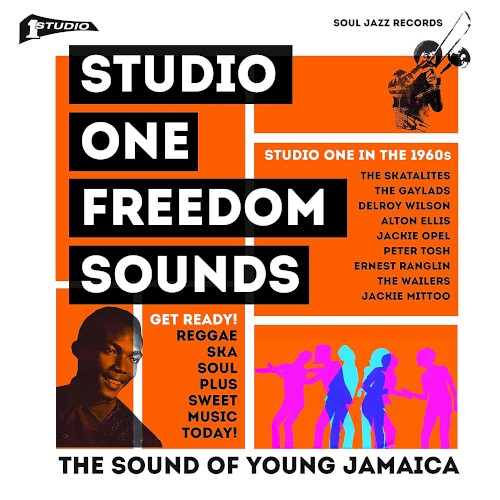 1 STUDIO
SOUL JAZZ RECORDS
STUDIO
ONE
FREEDOM
SOUNDS
STUDIO ONE IN THE 1960s
THE SKATALITES
THE GAYLADS
DELROY WILSON
ALTON ELLIS
JACKIE OPEL
PETER TOSH
ERNEST RANGLIN
THE WAILERS
JACKIE MITTOO
GET READY!
REGGAE
SKA
SOUL
PLUS
SWEET
MUSIC
TODAY!
THE SOUND OF YOUNG JAMAICA